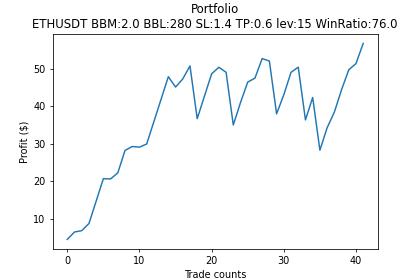 Portfolio
ETHUSDT BBM:2.0 BBL:280 SL:1.4 TP:0.6 lev:15 WinRatio:76.0
50
40
30
20
10
Profit ($)
0
10
20
30
40
Trade counts